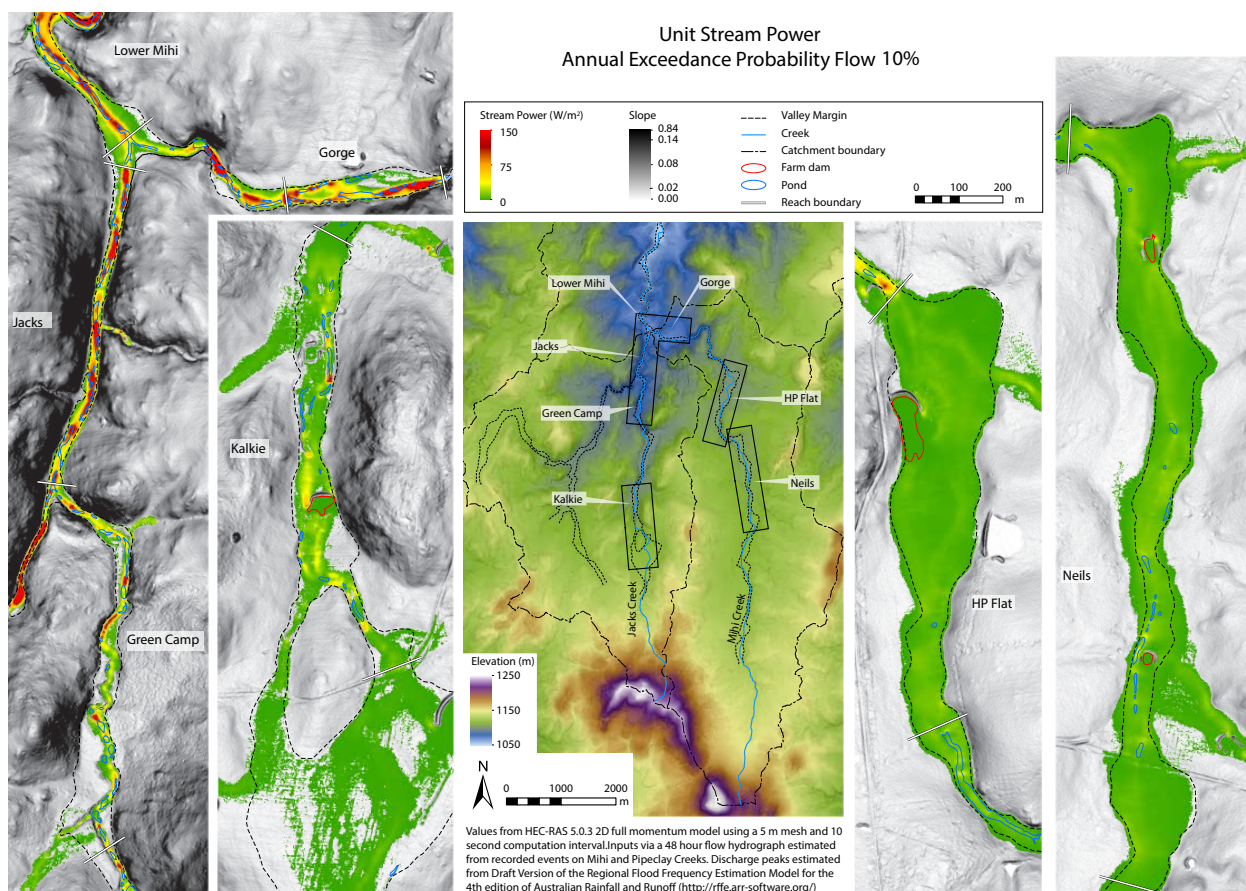 Unit Stream Power
Annual Exceedance Probability Flow 10%
Stream Power (W/m²)
150
75
0
Slope
0.84
0.14
0.08
0.02
0.00
Valley Margin
Creek
Catchment boundary
Farm dam
Pond
Reach boundary
0 100 200
m
Lower Mihi
Gorge
Jacks
Green Camp
Kalkie
Lower Mihi
Gorge
Jacks
HP Flat
Green Camp
Kalkie
Neils
Jacks Creek
Mihi Creek
Elevation (m)
1250
1150
1050
N
0 1000 2000
m
HP Flat
Neils
Values from HEC-RAS 5.0.3 2D full momentum model using a 5 m mesh and 10
second computation interval.Inputs via a 48 hour flow hydrograph estimated
from recorded events on Mihi and Pipeclay Creeks. Discharge peaks estimated
from Draft Version of the Regional Flood Frequency Estimation Model for the
4th edition of Australian Rainfall and Runoff (http://rffe.arr-software.org/)